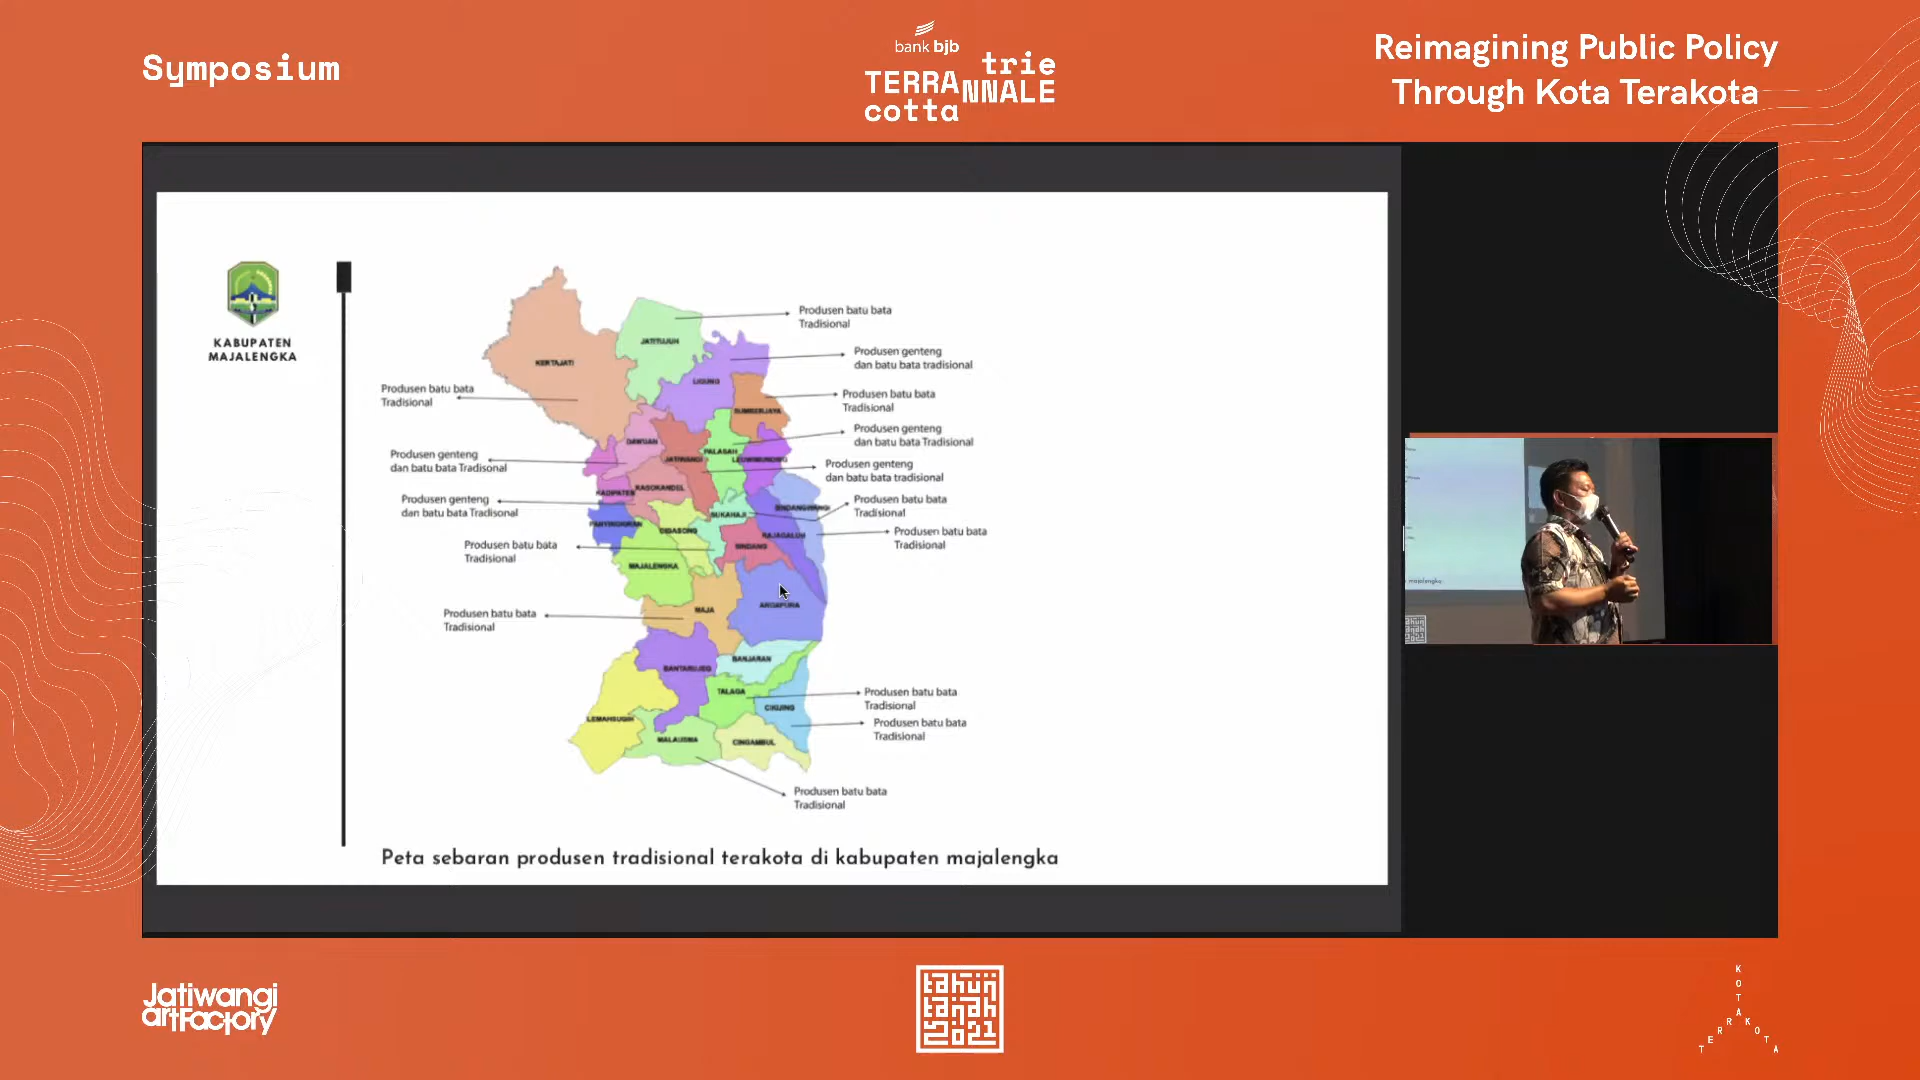 Symposium
bank bjb
TERRA
cotta
trie
NNALE
Reimagining Public Policy
Through Kota Terakota
KABUPATEN
MAJALENGKA
Produsen batu bata
Tradisional
Produsen genteng
dan batu bata tradisional
Produsen batu bata
Tradisional
Produsen batu bata
Tradisional
Produsen genteng
dan batu bata Tradisional
Produsen genteng
dan batu bata Tradisonal
Produsen genteng
dan batu bata tradisional
Produsen genteng
dan batu bata Tradisonal
Produsen batu bata
Tradisional
Produsen batu bata
Tradisional
Produsen batu bata
Tradisional
Produsen batu bata
Tradisional
Produsen batu bata
Tradisional
Produsen batu bata
Tradisional
Produsen batu bata
Tradisional
KERTAJATI
JATITUJUH
LIGUNG
SUMBERJAYA
DAWUAN
JATIWANGI
PALASAH
LEUWIMUNDING
KADIPATEN
KASOKANDEL
PANYINGKIRAN
CIGASONG
SUKAHAJI
SINDANGWANGI
RAJAGALUH
SINDANG
MAJALENGKA
MAJA
ARGAPURA
BANTARUJEG
BANJARAN
TALAGA
CIKIJING
LEMAHSUGIH
MALAUSMA
CINGAMBUL
Peta sebaran produsen tradisional terakota di kabupaten majalengka
majalengka
Jatiwangi
artFactory
tahun
tanah
2021
KOTA
TERRAKOTA